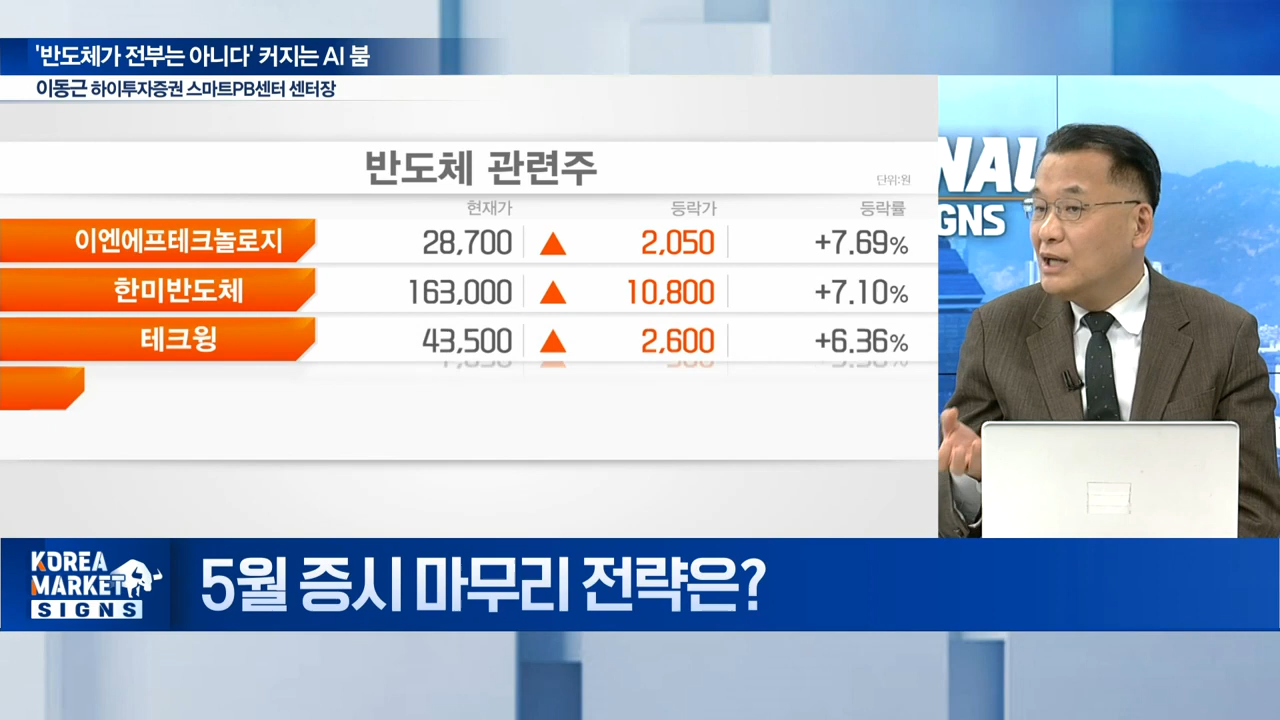 '반도체가 전부는 아니다' 커지는 AI 붐
이동근 하이투자증권 스마트PB센터 센터장
반도체 관련주
단위:원
현재가 등락가 등락률
이엔에프테크놀로지 28,700 ▲ 2,050 +7.69%
한미반도체 163,000 ▲ 10,800 +7.10%
테크윙 43,500 ▲ 2,600 +6.36%
NAL
GNS
KOREA
MARKET
SIGNS
5월 증시 마무리 전략은?